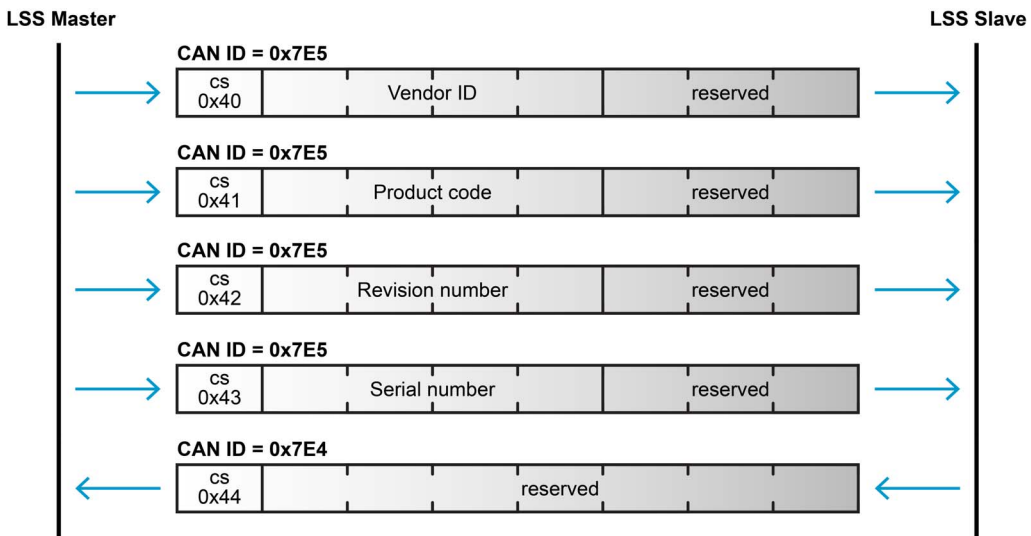 LSS Master
LSS Slave
CAN ID = 0x7E5
cs
0x40
Vendor ID
reserved
CAN ID = 0x7E5
cs
0x41
Product code
reserved
CAN ID = 0x7E5
cs
0x42
Revision number
reserved
CAN ID = 0x7E5
cs
0x43
Serial number
reserved
CAN ID = 0x7E4
cs
0x44
reserved